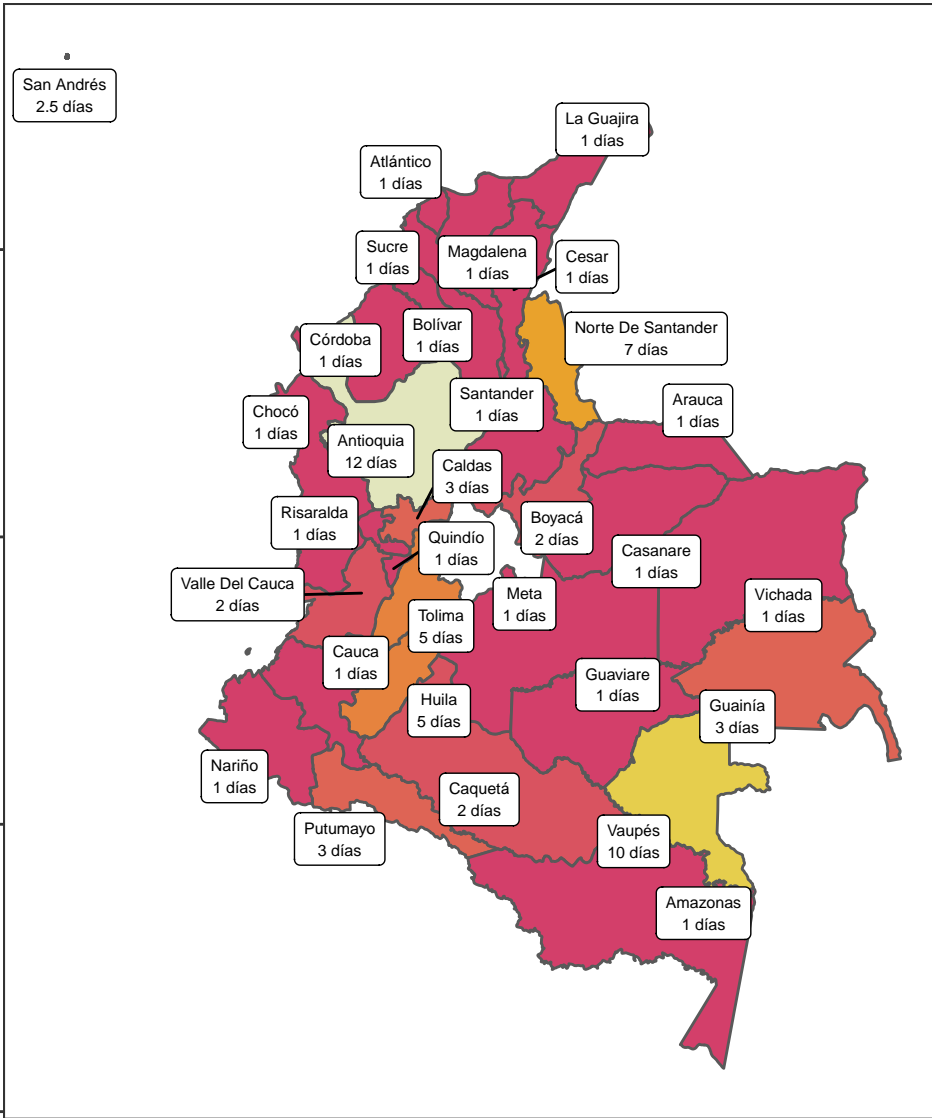 San Andrés
2.5 días
La Guajira
1 días
Atlántico
1 días
Sucre
1 días
Magdalena
1 días
Cesar
1 días
Norte De Santander
7 días
Córdoba
1 días
Bolívar
1 días
Santander
1 días
Arauca
1 días
Chocó
1 días
Antioquia
12 días
Caldas
3 días
Risaralda
1 días
Quindío
1 días
Boyacá
2 días
Casanare
1 días
Valle Del Cauca
2 días
Meta
1 días
Vichada
1 días
Tolima
5 días
Cauca
1 días
Huila
5 días
Guaviare
1 días
Guainía
3 días
Nariño
1 días
Caquetá
2 días
Putumayo
3 días
Vaupés
10 días
Amazonas
1 días